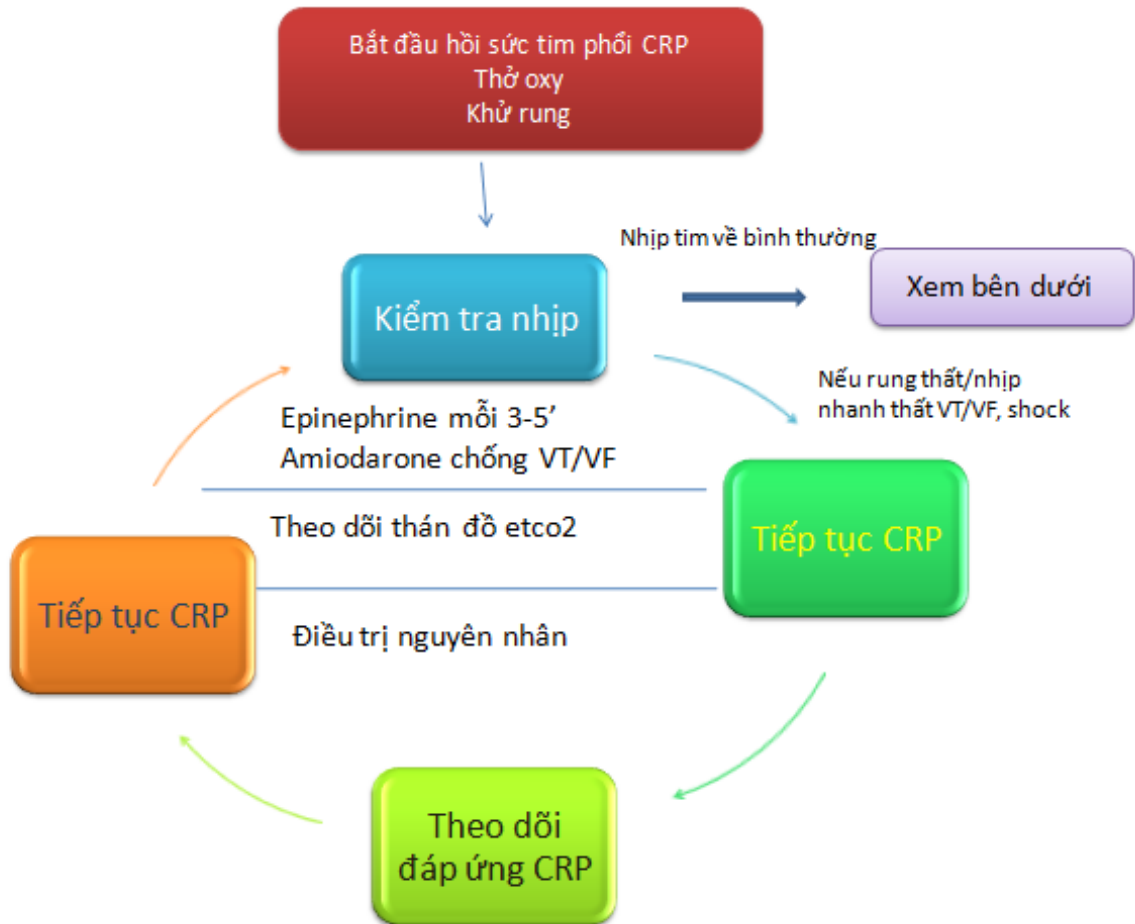 Bắt đầu hồi sức tim phổi CRP
Thở oxy
Khử rung
Nhịp tim về bình thường
Kiểm tra nhịp
Xem bên dưới
Nếu rung thất/nhịp
nhanh thất VT/VF, shock
Epinephrine mỗi 3-5’
Amiodarone chống VT/VF
Theo dõi thán đồ etco2
Tiếp tục CRP
Tiếp tục CRP
Điều trị nguyên nhân
Theo dõi
đáp ứng CRP